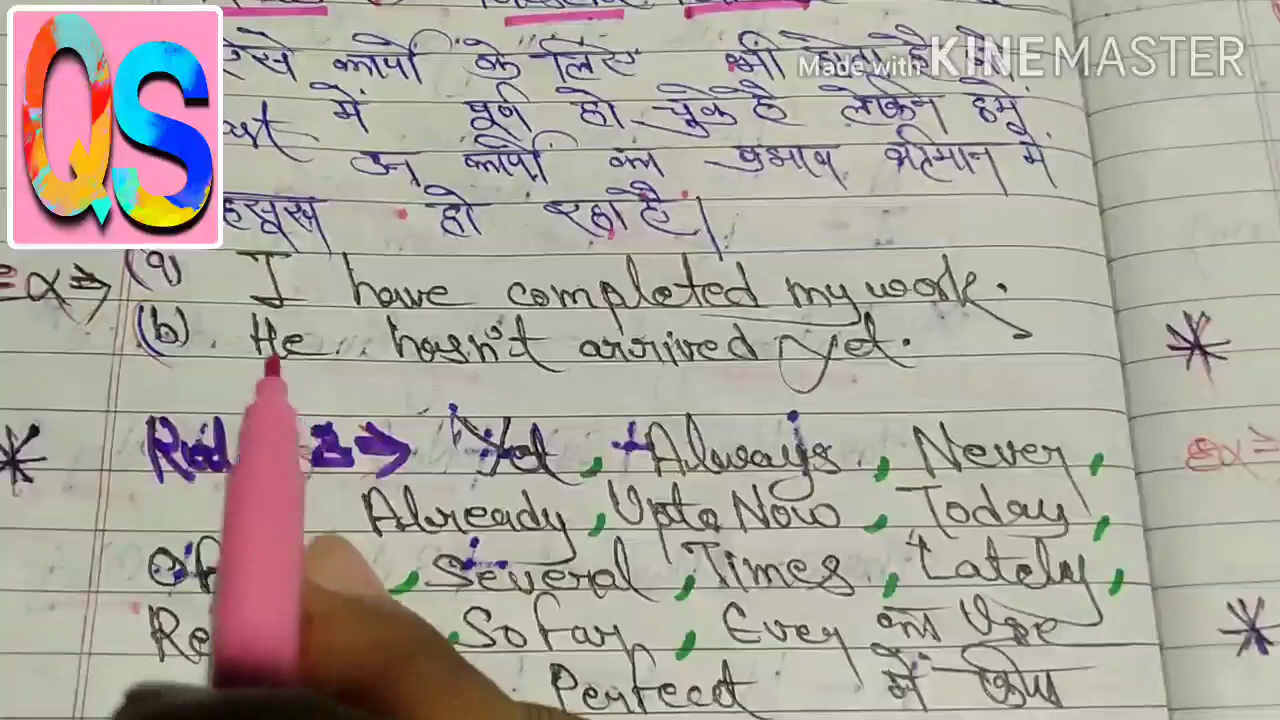 QS
Made with KINEMASTER
ऐसे कार्यों के लिए भी होता है
में पूर्ण हो चुके है लेकिन हमें
उन कार्यों का प्रभाव वर्तमान में
हो रहा है।
ex ⇒ (a) I have completed my work.
(b) He hasn't arrived yet.
* ⇒ Yet, Always, Never,
Already, Upto Now, Today,
Several, Times, Lately,
So far, Ever का Use
Perfect में किया
*
ex ⇒
*